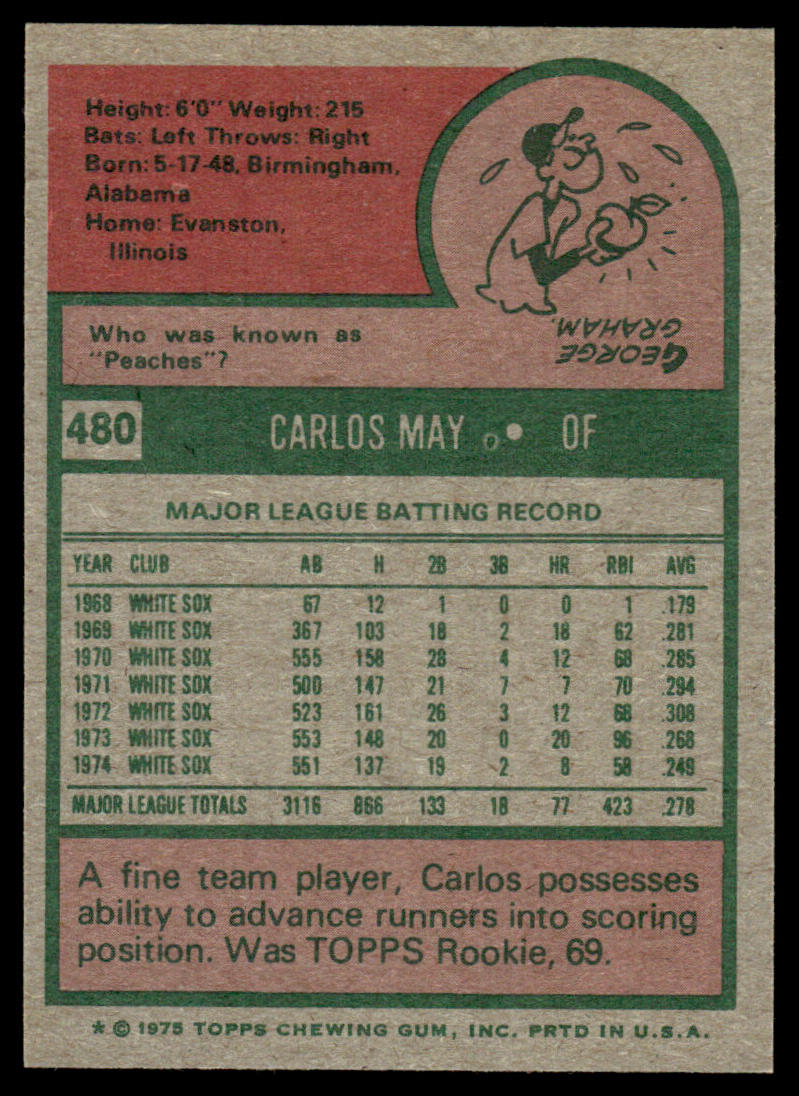 Height: 6'0" Weight: 215
Bats: Left Throws: Right
Born: 5-17-48, Birmingham,
Alabama
Home: Evanston,
Illinois
Who was known as
"Peaches"?
GEORGE
GRAHAM.
480 CARLOS MAY OF
MAJOR LEAGUE BATTING RECORD
YEAR CLUB AB H 2B 3B HR RBI AVG
1968 WHITE SOX 67 12 1 0 0 1 .179
1969 WHITE SOX 367 103 18 2 18 62 .281
1970 WHITE SOX 555 158 28 4 12 68 .285
1971 WHITE SOX 500 147 21 7 7 70 .294
1972 WHITE SOX 523 161 26 3 12 68 .308
1973 WHITE SOX 553 148 20 0 20 96 .268
1974 WHITE SOX 551 137 19 2 8 58 .249
MAJOR LEAGUE TOTALS 3116 866 133 18 77 423 .278
A fine team player, Carlos possesses
ability to advance runners into scoring
position. Was TOPPS Rookie, 69.
* © 1975 TOPPS CHEWING GUM, INC. PRTD IN U.S.A.